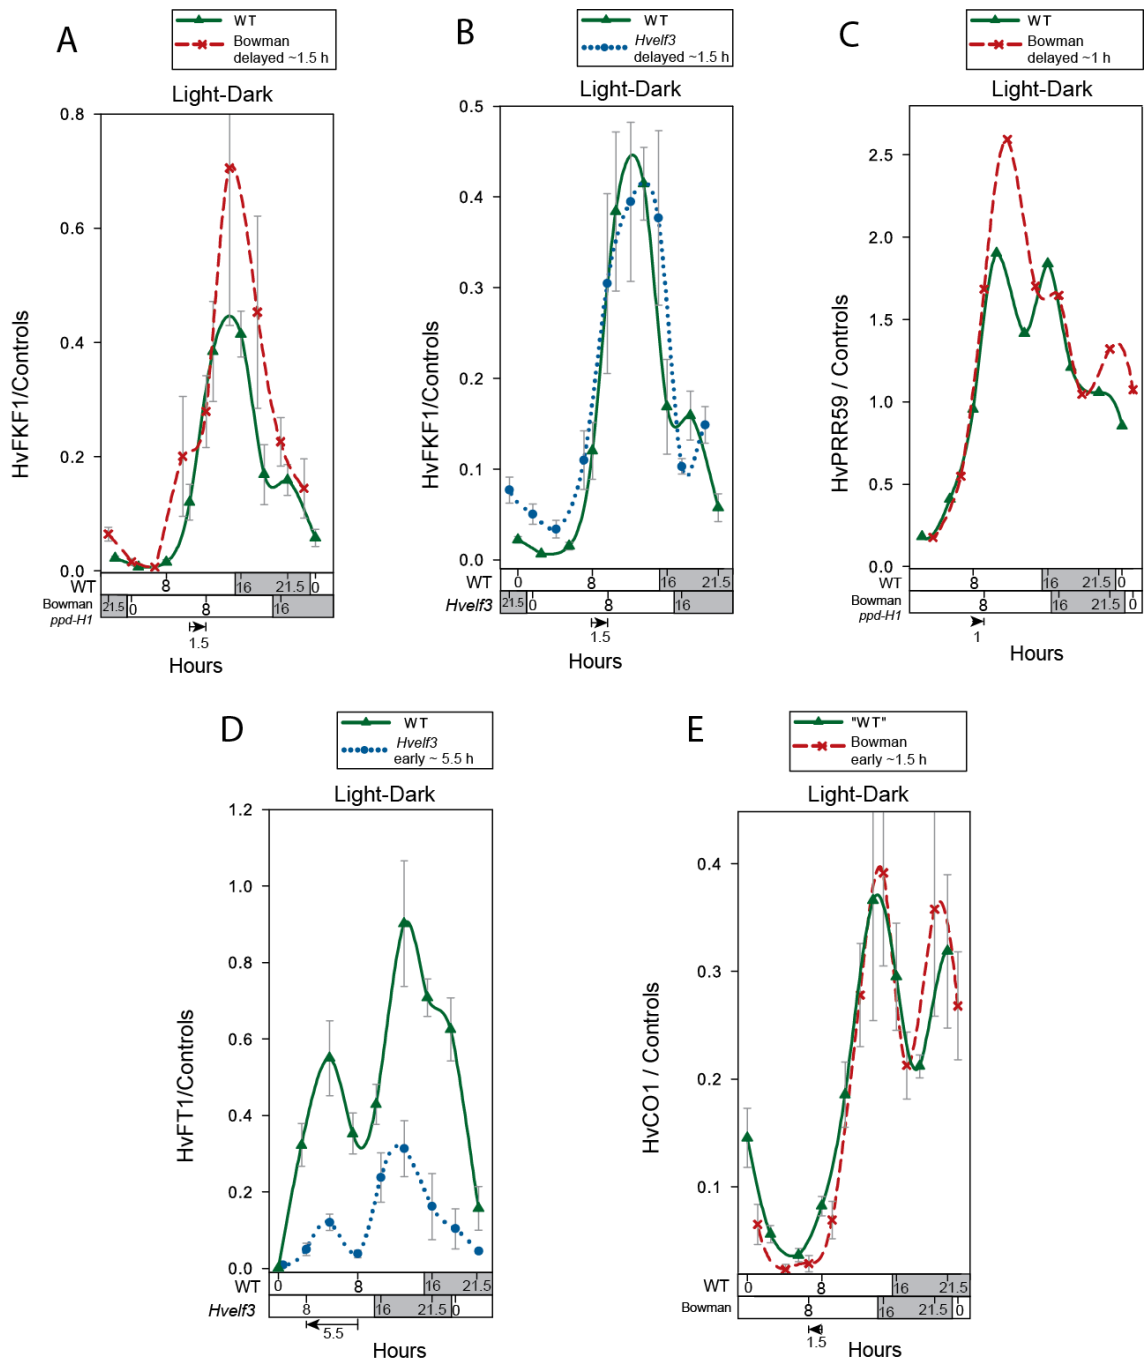 A
WT
Bowman
delayed ~1.5 h
Light-Dark
HvFKF1/Controls
0.8
0.6
0.4
0.2
0.0
WT
8
16
21.5
0
Bowman
ppd-H1
21.5
0
8
16
1.5
Hours
B
WT
Hvelf3
delayed ~1.5 h
Light-Dark
HvFKF1/Controls
0.5
0.4
0.3
0.2
0.1
0.0
WT
0
8
16
21.5
Hvelf3
21.5
0
8
16
1.5
Hours
C
WT
Bowman
delayed ~1 h
Light-Dark
HvPRR59 / Controls
2.5
2.0
1.5
1.0
0.5
0.0
WT
8
16
21.5
0
Bowman
ppd-H1
8
16
21.5
0
1
Hours
D
WT
Hvelf3
early ~ 5.5 h
Light-Dark
HvFT1/Controls
1.2
1.0
0.8
0.6
0.4
0.2
0.0
WT
0
8
16
21.5
Hvelf3
8
16
21.5
0
5.5
Hours
E
"WT"
Bowman
early ~1.5 h
Light-Dark
HvCO1 / Controls
0.4
0.3
0.2
0.1
WT
0
8
16
21.5
Bowman
8
16
21.5
0
1.5
Hours